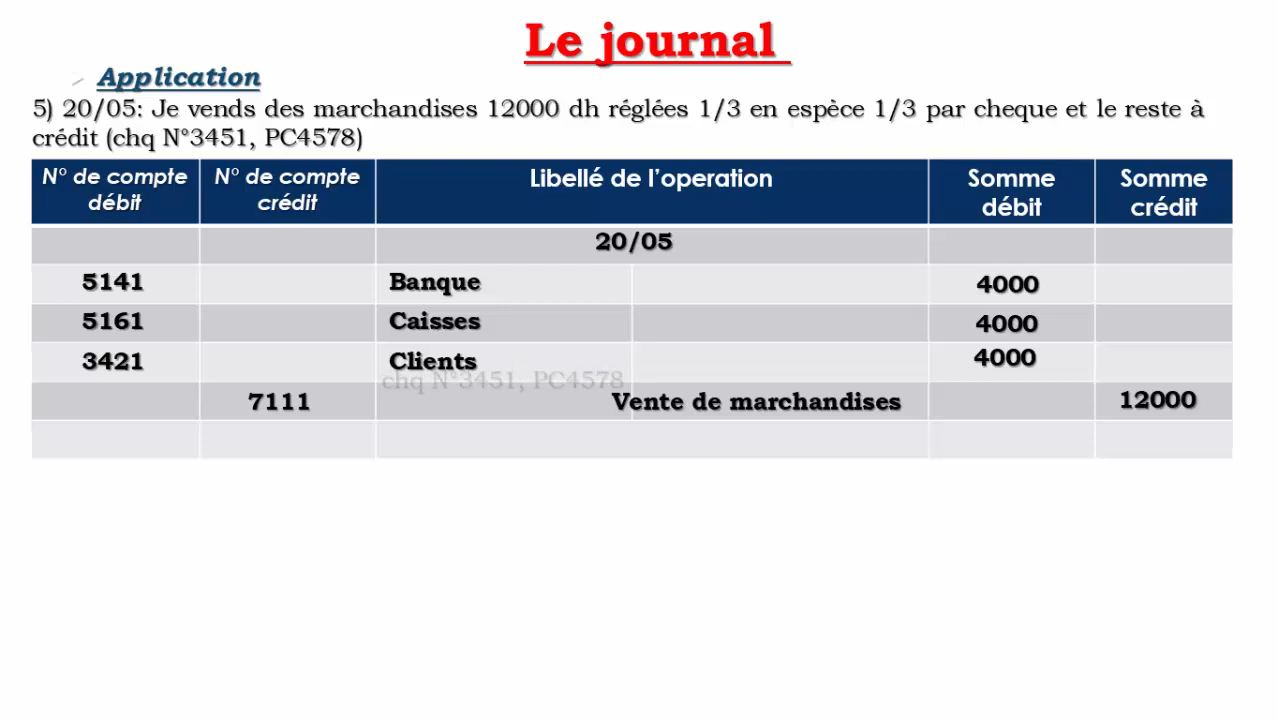 Le journal
Application
5) 20/05: Je vends des marchandises 12000 dh réglées 1/3 en espèce 1/3 par cheque et le reste à
crédit (chq N°3451, PC4578)
N° de compte débit N° de compte crédit Libellé de l'operation Somme débit Somme crédit
20/05
5141 Banque 4000
5161 Caisses 4000
3421 Clients 4000
chq N°3451, PC4578
7111 Vente de marchandises 12000